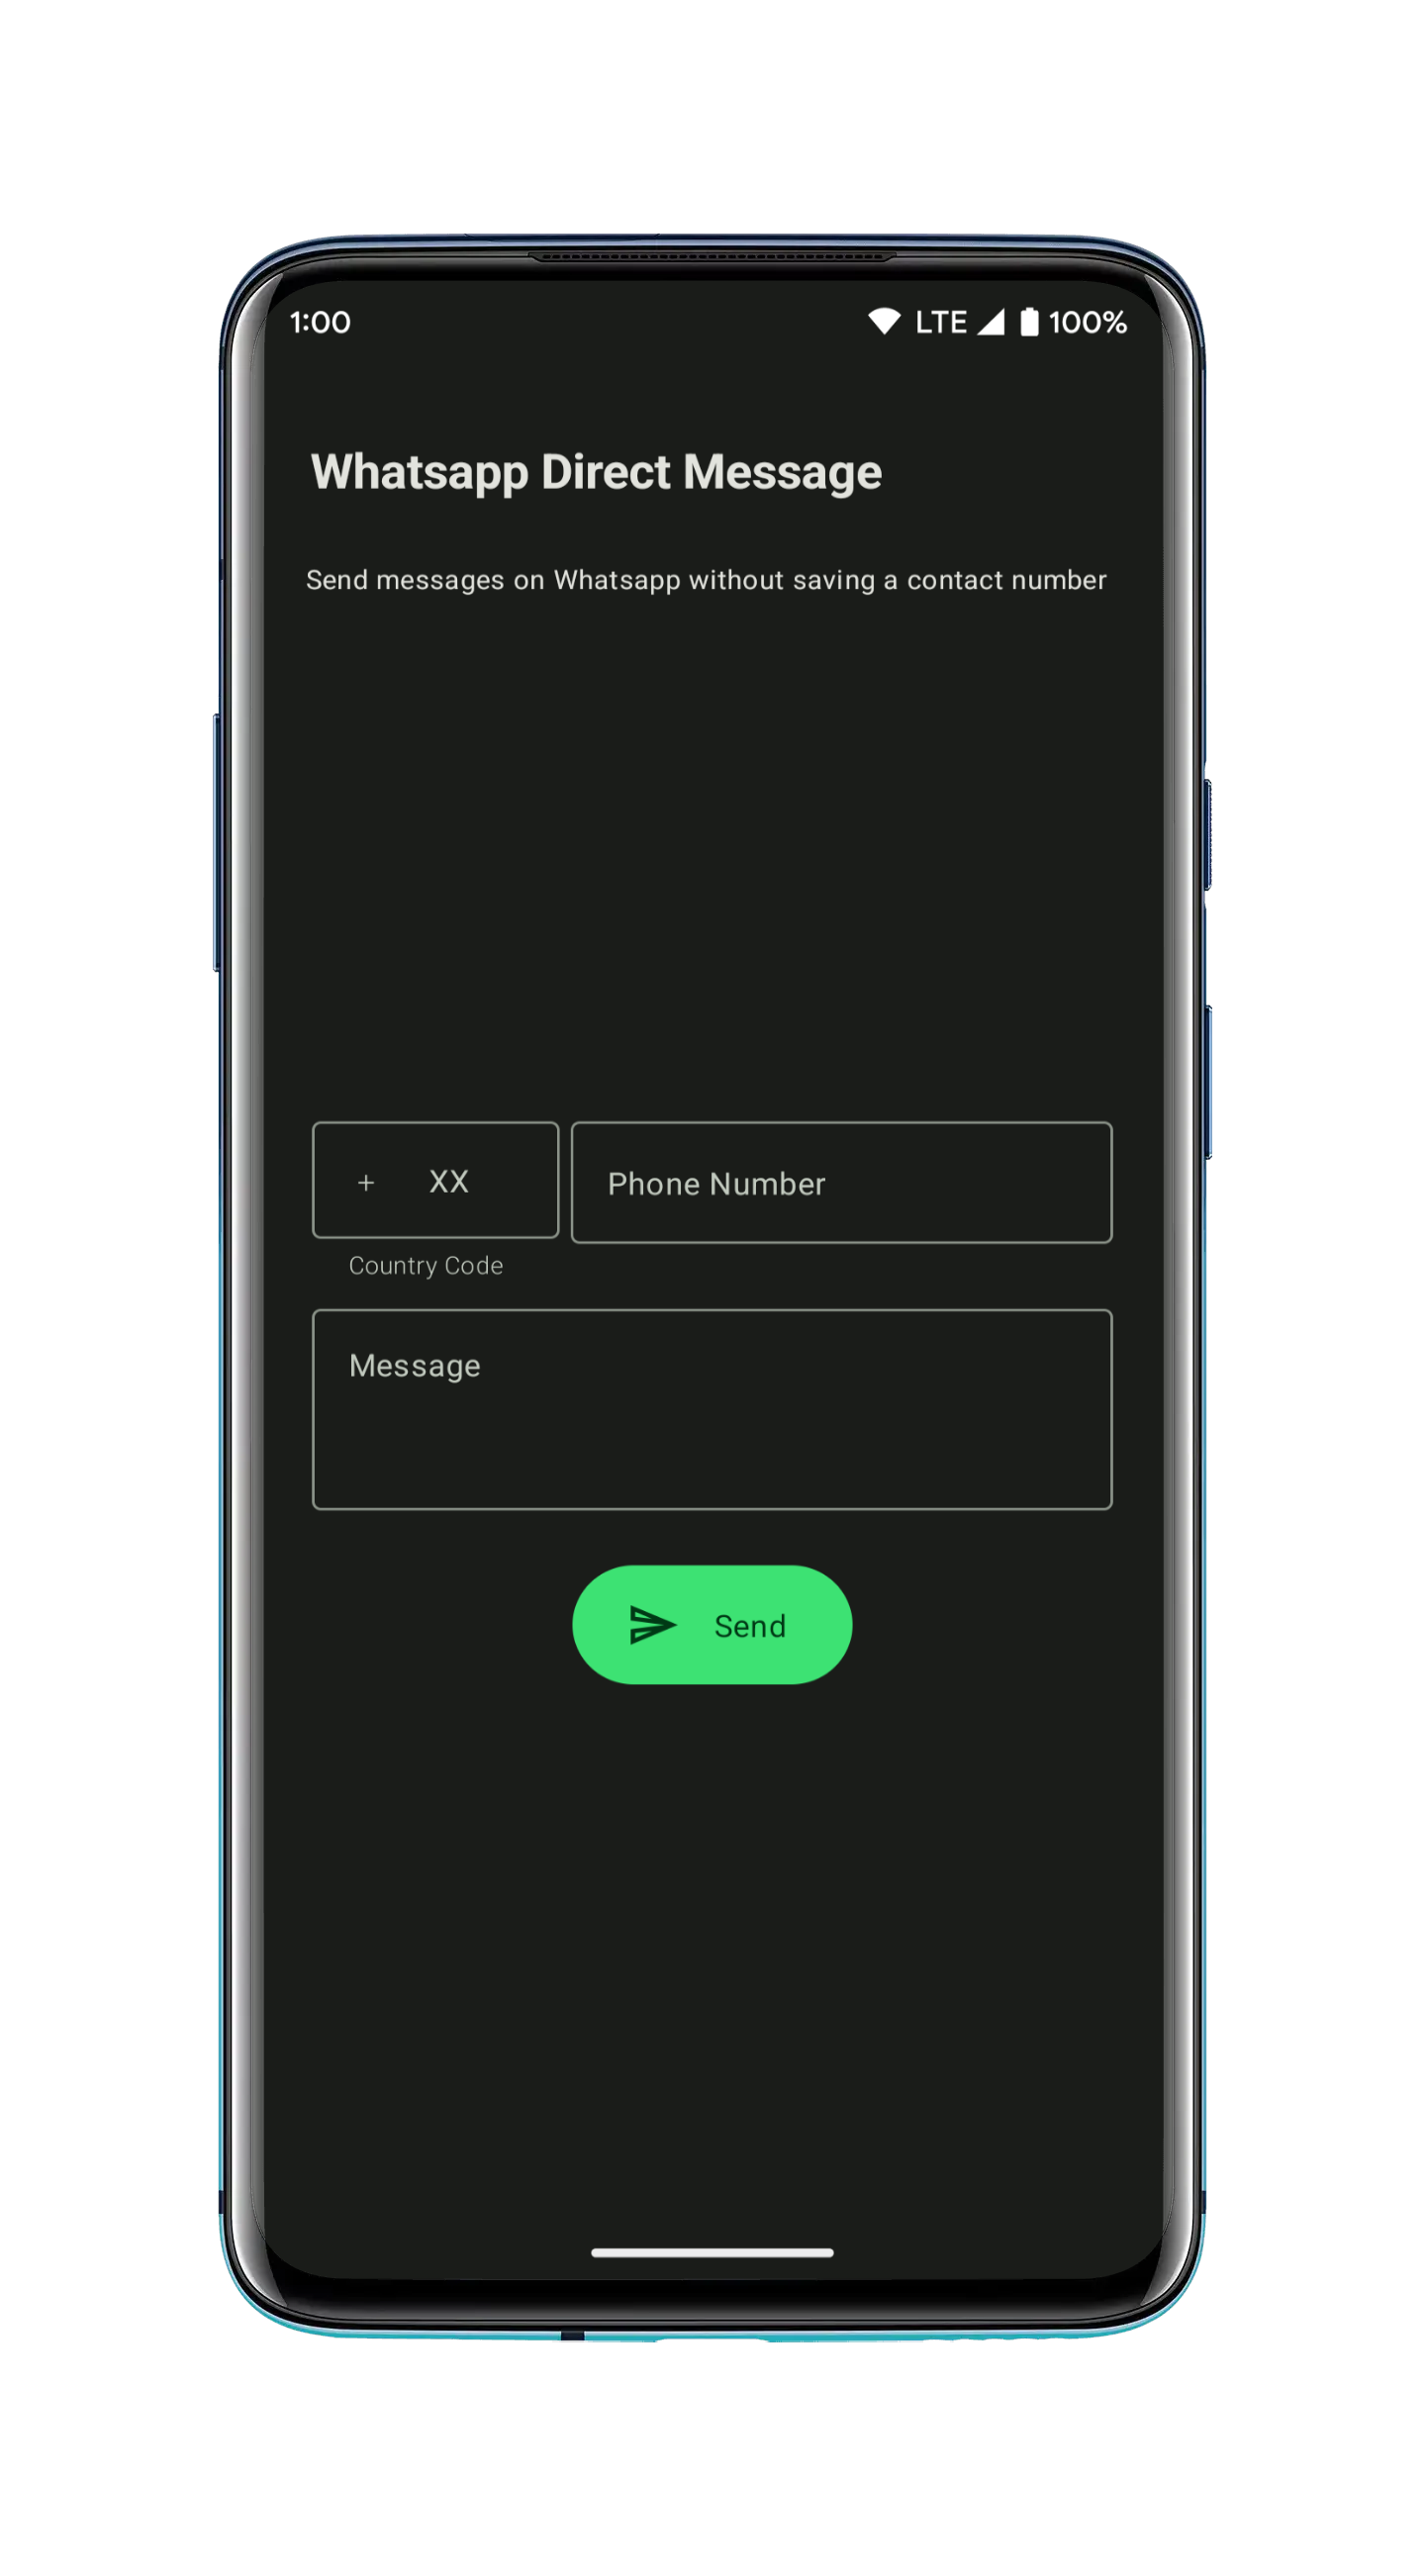 1:00 LTE 100%
Whatsapp Direct Message
Send messages on Whatsapp without saving a contact number
+ XX Phone Number
Country Code
Message
Send